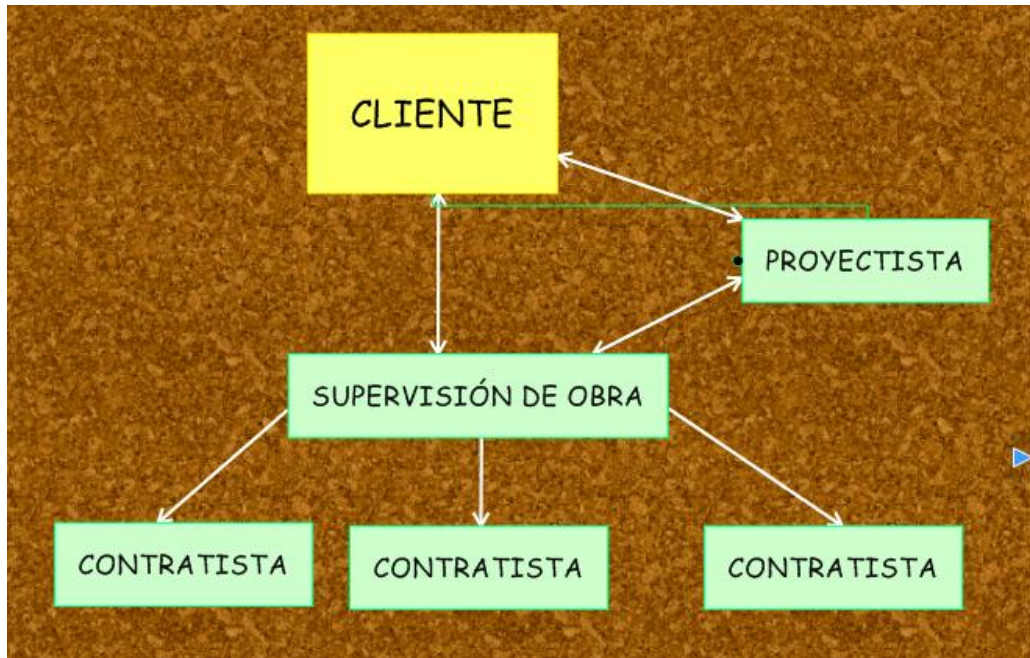 CLIENTE
PROYECTISTA
SUPERVISIÓN DE OBRA
CONTRATISTA
CONTRATISTA
CONTRATISTA